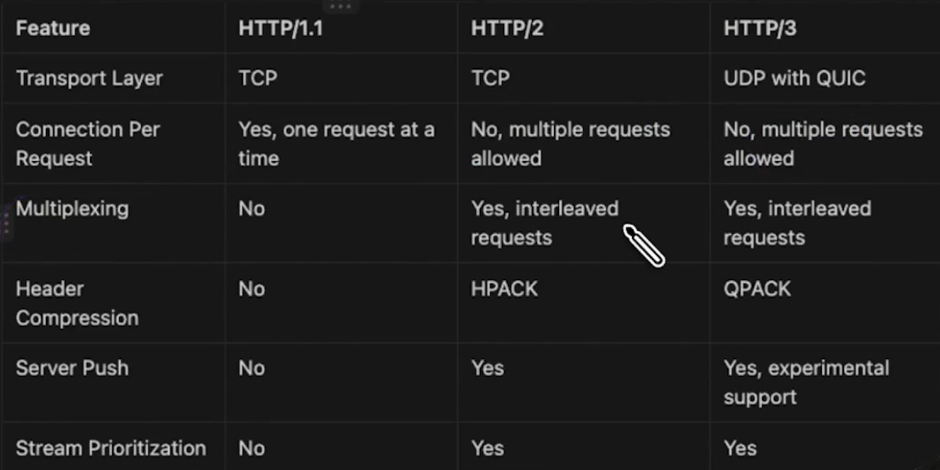 Feature HTTP/1.1 HTTP/2 HTTP/3
Transport Layer TCP TCP UDP with QUIC
Connection Per Yes, one request at a No, multiple requests No, multiple requests
Request time allowed allowed
Multiplexing No Yes, interleaved Yes, interleaved
requests requests
Header No HPACK QPACK
Compression
Server Push No Yes Yes, experimental
support
Stream Prioritization No Yes Yes